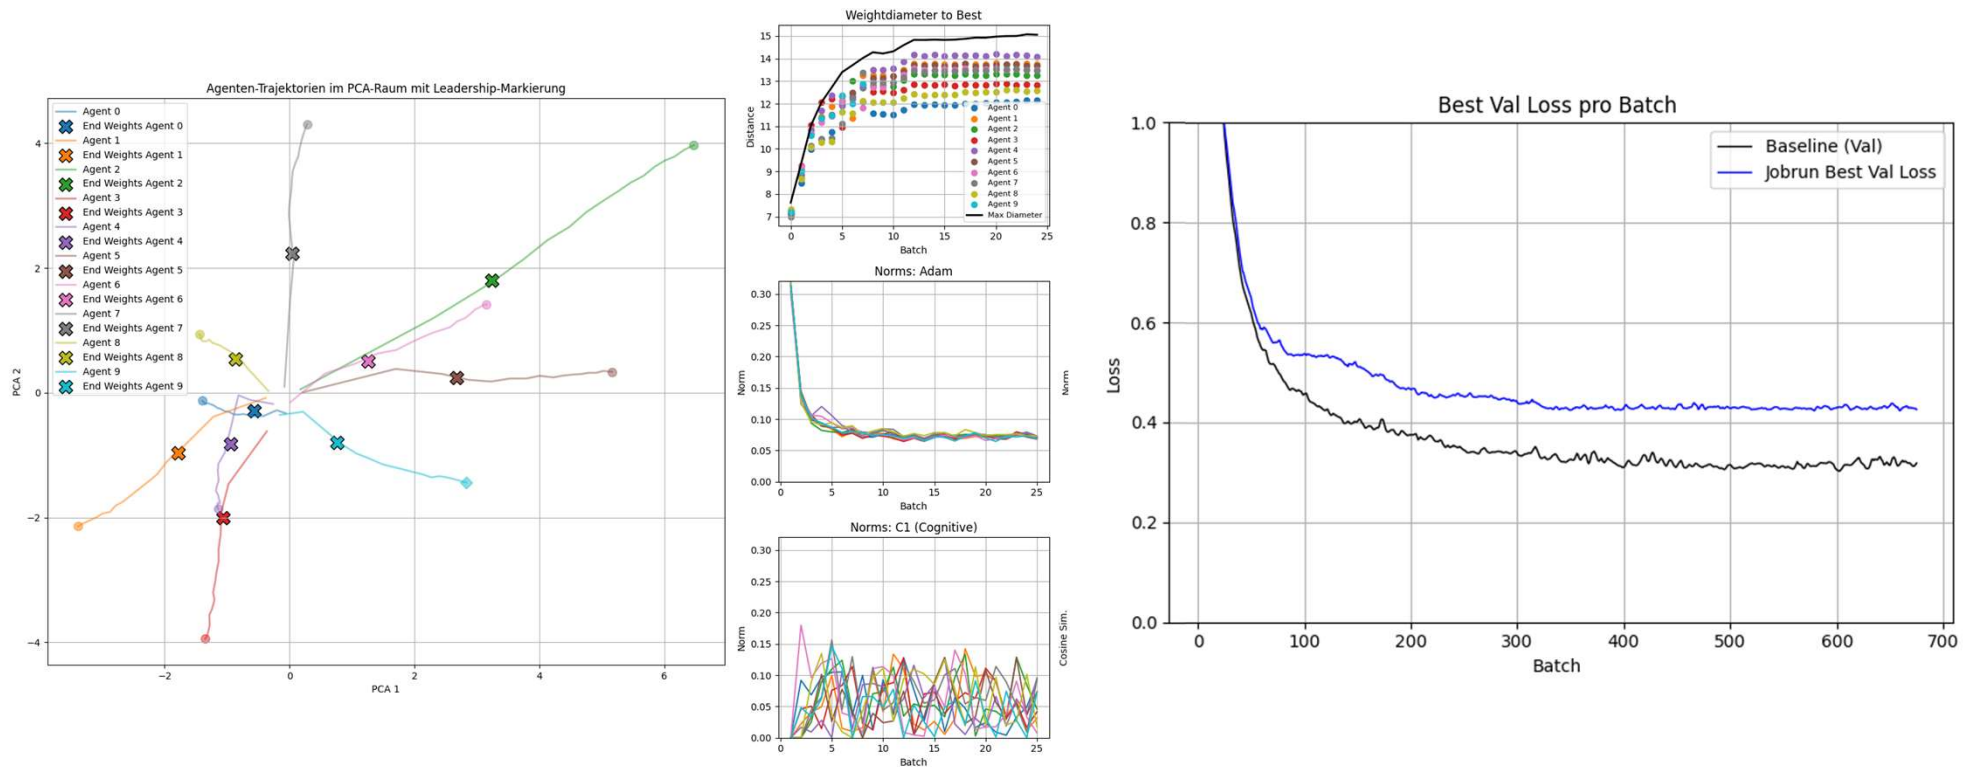 Agenten-Trajektorien im PCA-Raum mit Leadership-Markierung
Agent 0
End Weights Agent 0
Agent 1
End Weights Agent 1
Agent 2
End Weights Agent 2
Agent 3
End Weights Agent 3
Agent 4
End Weights Agent 4
Agent 5
End Weights Agent 5
Agent 6
End Weights Agent 6
Agent 7
End Weights Agent 7
Agent 8
End Weights Agent 8
Agent 9
End Weights Agent 9
PCA 2
4
2
0
−2
−4
−2
0
2
4
6
PCA 1
Weightdiameter to Best
Distance
15
14
13
12
11
10
9
8
7
Agent 0
Agent 1
Agent 2
Agent 3
Agent 4
Agent 5
Agent 6
Agent 7
Agent 8
Agent 9
Max Diameter
0
5
10
15
20
25
Batch
Norms: Adam
Norm
0.30
0.25
0.20
0.15
0.10
0.05
0.00
0
5
10
15
20
25
Batch
Norm
Norms: C1 (Cognitive)
Norm
0.30
0.25
0.20
0.15
0.10
0.05
0.00
0
5
10
15
20
25
Batch
Cosine Sim.
Best Val Loss pro Batch
Baseline (Val)
Jobrun Best Val Loss
Loss
1.0
0.8
0.6
0.4
0.2
0.0
0
100
200
300
400
500
600
700
Batch